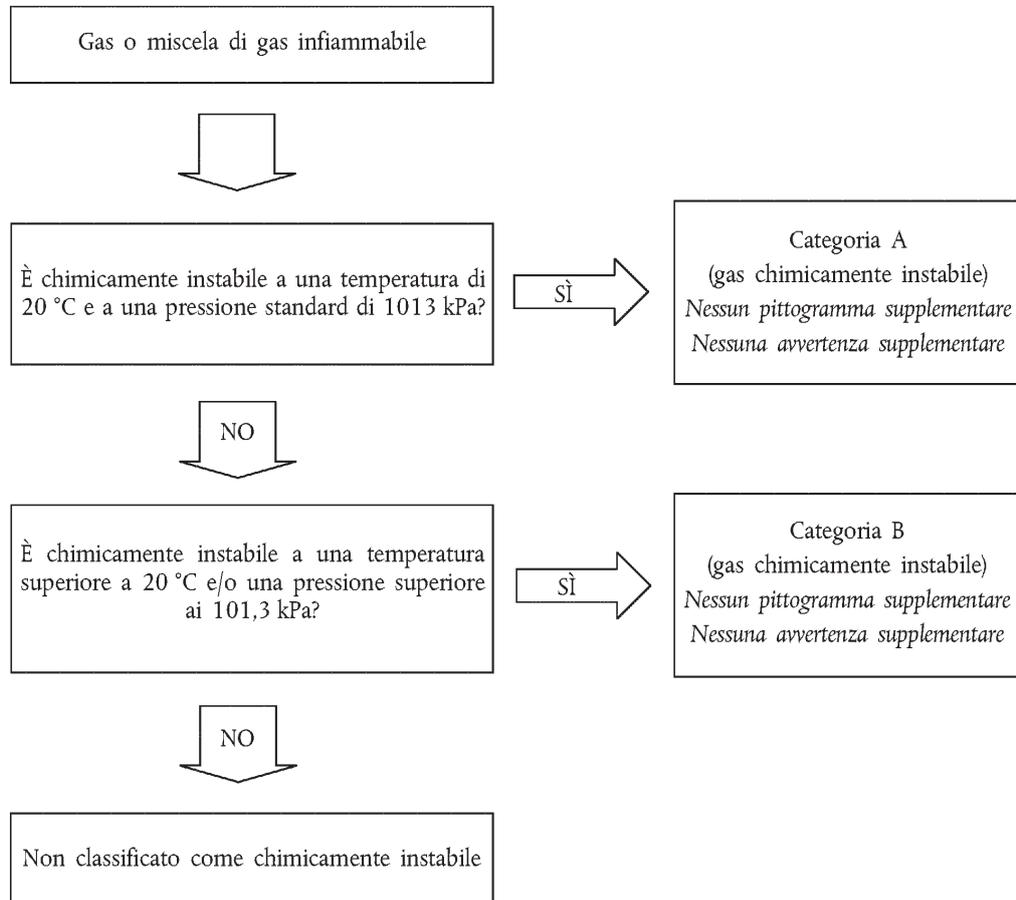 Gas o miscela di gas infiammabile
È chimicamente instabile a una temperatura di
20 °C e a una pressione standard di 1013 kPa?
SÌ
Categoria A
(gas chimicamente instabile)
Nessun pittogramma supplementare
Nessuna avvertenza supplementare
NO
È chimicamente instabile a una temperatura
superiore a 20 °C e/o una pressione superiore
ai 101,3 kPa?
SÌ
Categoria B
(gas chimicamente instabile)
Nessun pittogramma supplementare
Nessuna avvertenza supplementare
NO
Non classificato come chimicamente instabile